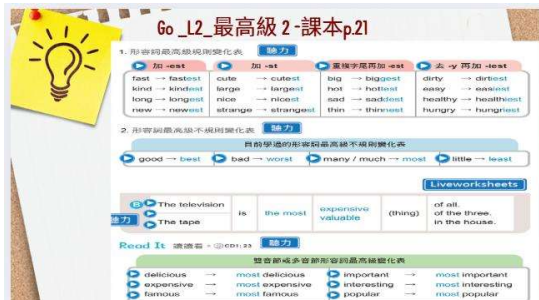 Go _L2_最高級 2 -課本p.21
1. 形容詞最高級規則變化表 聽力
加 -est 加 -st 重複字尾再加 -est 去 -y 再加 -iest
fast → fastest cute → cutest big → biggest dirty → dirtiest
kind → kindest large → largest hot → hottest easy → easiest
long → longest nice → nicest sad → saddest healthy → healthiest
new → newest strange → strangest thin → thinnest hungry → hungriest
2. 形容詞最高級不規則變化表 聽力
目前學過的形容詞最高級不規則變化表
good → best bad → worst many / much → most little → least
Liveworksheets
B The television is the most expensive (thing) of all.
聽力 The tape valuable of the three.
in the house.
Read It 讀讀看 CD1: 23 聽力
雙音節或多音節形容詞最高級變化表
delicious → most delicious important → most important
expensive → most expensive interesting → most interesting
famous → most famous popular → most popular